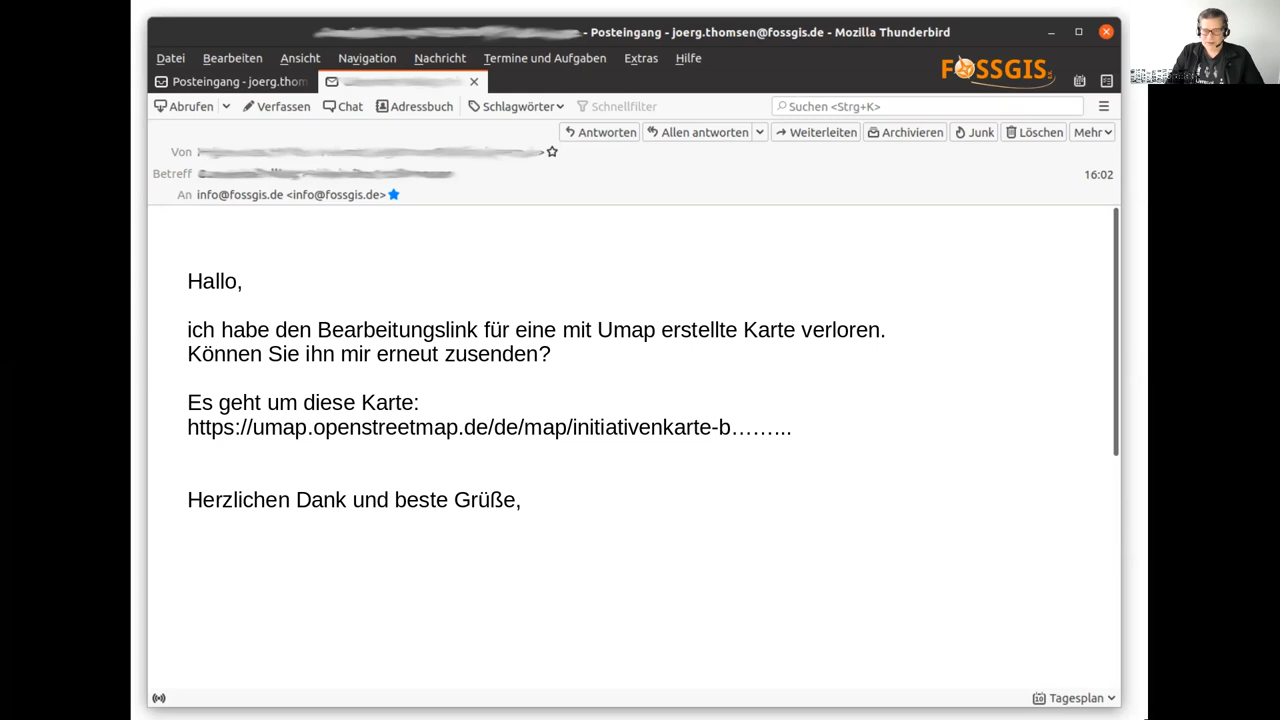 - Posteingang - joerg.thomsen@fossgis.de - Mozilla Thunderbird
Datei Bearbeiten Ansicht Navigation Nachricht Termine und Aufgaben Extras Hilfe
FOSSGIS
Posteingang - joerg.thom
Abrufen Verfassen Chat Adressbuch Schlagwörter Schnellfilter Suchen <Strg+K>
Antworten Allen antworten Weiterleiten Archivieren Junk Löschen Mehr
Von
Betreff 16:02
An info@fossgis.de <info@fossgis.de>
Hallo,
ich habe den Bearbeitungslink für eine mit Umap erstellte Karte verloren.
Können Sie ihn mir erneut zusenden?
Es geht um diese Karte:
https://umap.openstreetmap.de/de/map/initiativenkarte-b……...
Herzlichen Dank und beste Grüße,
Tagesplan